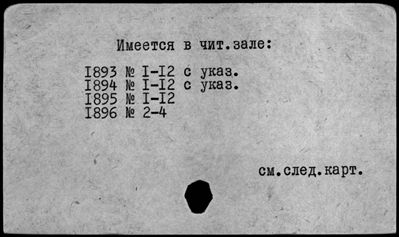 Имеется в чит.зале:
1893 № I-I2 с указ.
1894 № I-I2 с указ.
1895 № I-I2
1896 № 2-4
см.след.карт.